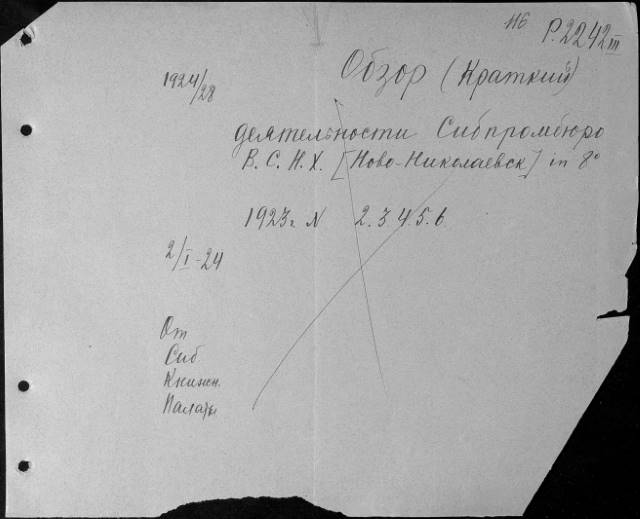 116 Р.2242 III
1924/28
Обзор (Краткий)
деятельности Сибпромбюро
В.С.Н.Х. [Ново-Николаевск] in 8°
1923г. N 2.3.4.5.6
2/I-24
От
Сиб
Книжн.
Палаты